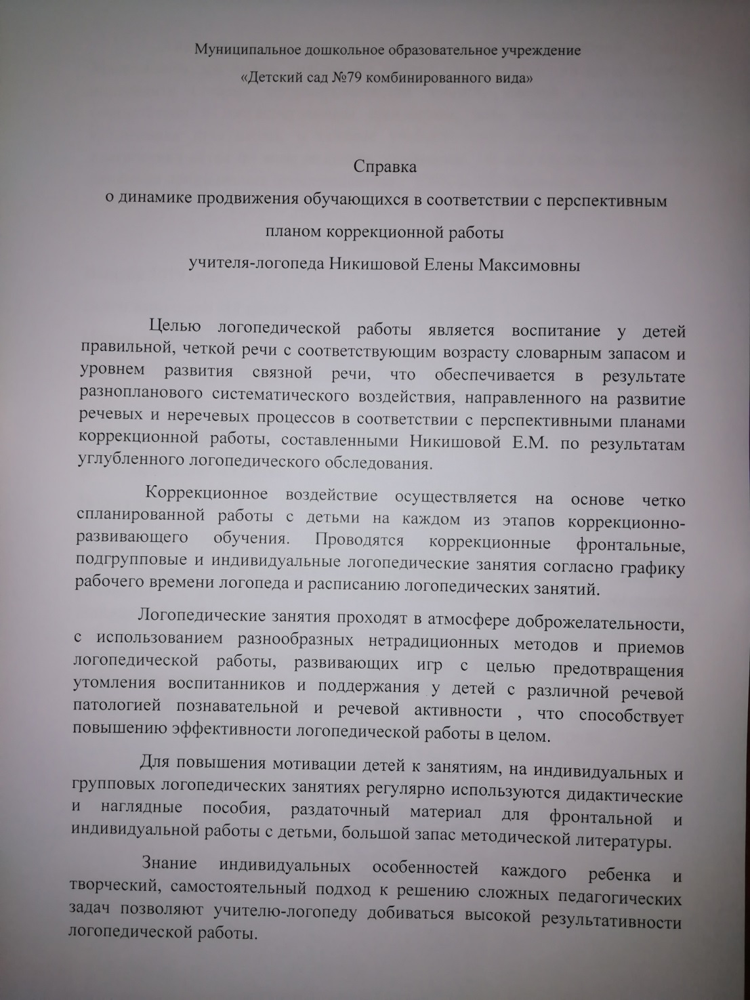 Муниципальное дошкольное образовательное учреждение
«Детский сад №79 комбинированного вида»
Справка
о динамике продвижения обучающихся в соответствии с перспективным
планом коррекционной работы
учителя-логопеда Никишовой Елены Максимовны
Целью логопедической работы является воспитание у детей
правильной, четкой речи с соответствующим возрасту словарным запасом и
уровнем развития связной речи, что обеспечивается в результате
разнопланового систематического воздействия, направленного на развитие
речевых и неречевых процессов в соответствии с перспективными планами
коррекционной работы, составленными Никишовой Е.М. по результатам
углубленного логопедического обследования.
Коррекционное воздействие осуществляется на основе четко
спланированной работы с детьми на каждом из этапов коррекционно-
развивающего обучения. Проводятся коррекционные фронтальные,
подгрупповые и индивидуальные логопедические занятия согласно графику
рабочего времени логопеда и расписанию логопедических занятий.
Логопедические занятия проходят в атмосфере доброжелательности,
с использованием разнообразных нетрадиционных методов и приемов
логопедической работы, развивающих игр с целью предотвращения
утомления воспитанников и поддержания у детей с различной речевой
патологией познавательной и речевой активности , что способствует
повышению эффективности логопедической работы в целом.
Для повышения мотивации детей к занятиям, на индивидуальных и
групповых логопедических занятиях регулярно используются дидактические
и наглядные пособия, раздаточный материал для фронтальной и
индивидуальной работы с детьми, большой запас методической литературы.
Знание индивидуальных особенностей каждого ребенка и
творческий, самостоятельный подход к решению сложных педагогических
задач позволяют учителю-логопеду добиваться высокой результативности
логопедической работы.